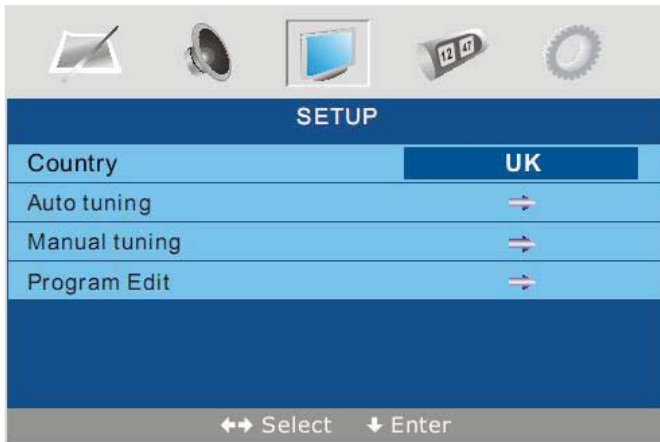 12 47
SETUP
Country UK
Auto tuning
Manual tuning
Program Edit
Select Enter